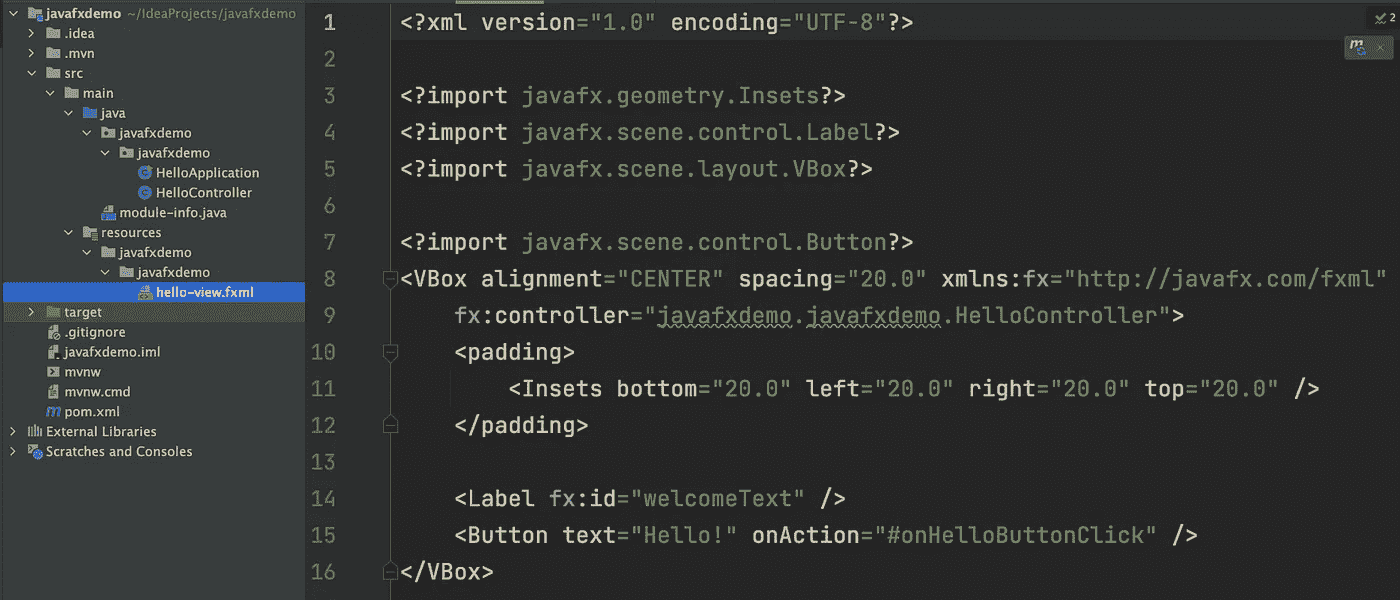 javafxdemo ~/IdeaProjects/javafxdemo
.idea
.mvn
src
main
java
javafxdemo
javafxdemo
HelloApplication
HelloController
module-info.java
resources
javafxdemo
javafxdemo
hello-view.fxml
target
.gitignore
javafxdemo.iml
mvnw
mvnw.cmd
pom.xml
External Libraries
Scratches and Consoles
1 <?xml version="1.0" encoding="UTF-8"?>
2
3 <?import javafx.geometry.Insets?>
4 <?import javafx.scene.control.Label?>
5 <?import javafx.scene.layout.VBox?>
6
7 <?import javafx.scene.control.Button?>
8 <VBox alignment="CENTER" spacing="20.0" xmlns:fx="http://javafx.com/fxml"
9 fx:controller="javafxdemo.javafxdemo.HelloController">
10 <padding>
11 <Insets bottom="20.0" left="20.0" right="20.0" top="20.0" />
12 </padding>
13
14 <Label fx:id="welcomeText" />
15 <Button text="Hello!" onAction="#onHelloButtonClick" />
16 </VBox>
2
m